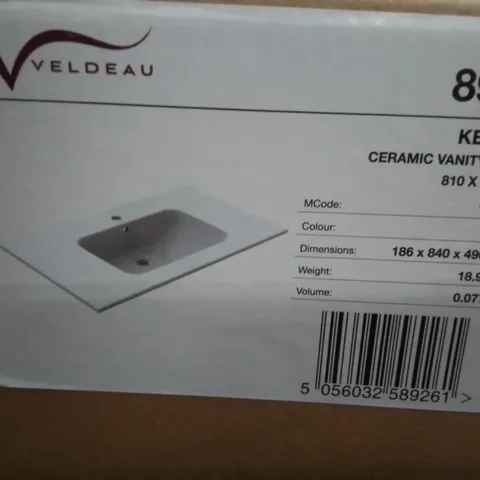 VELDEAU
89
KE
CERAMIC VANITY
810 X
MCode:
Colour:
Dimensions: 186 x 840 x 490
Weight: 18.9
Volume: 0.07
5 056032 589261 >